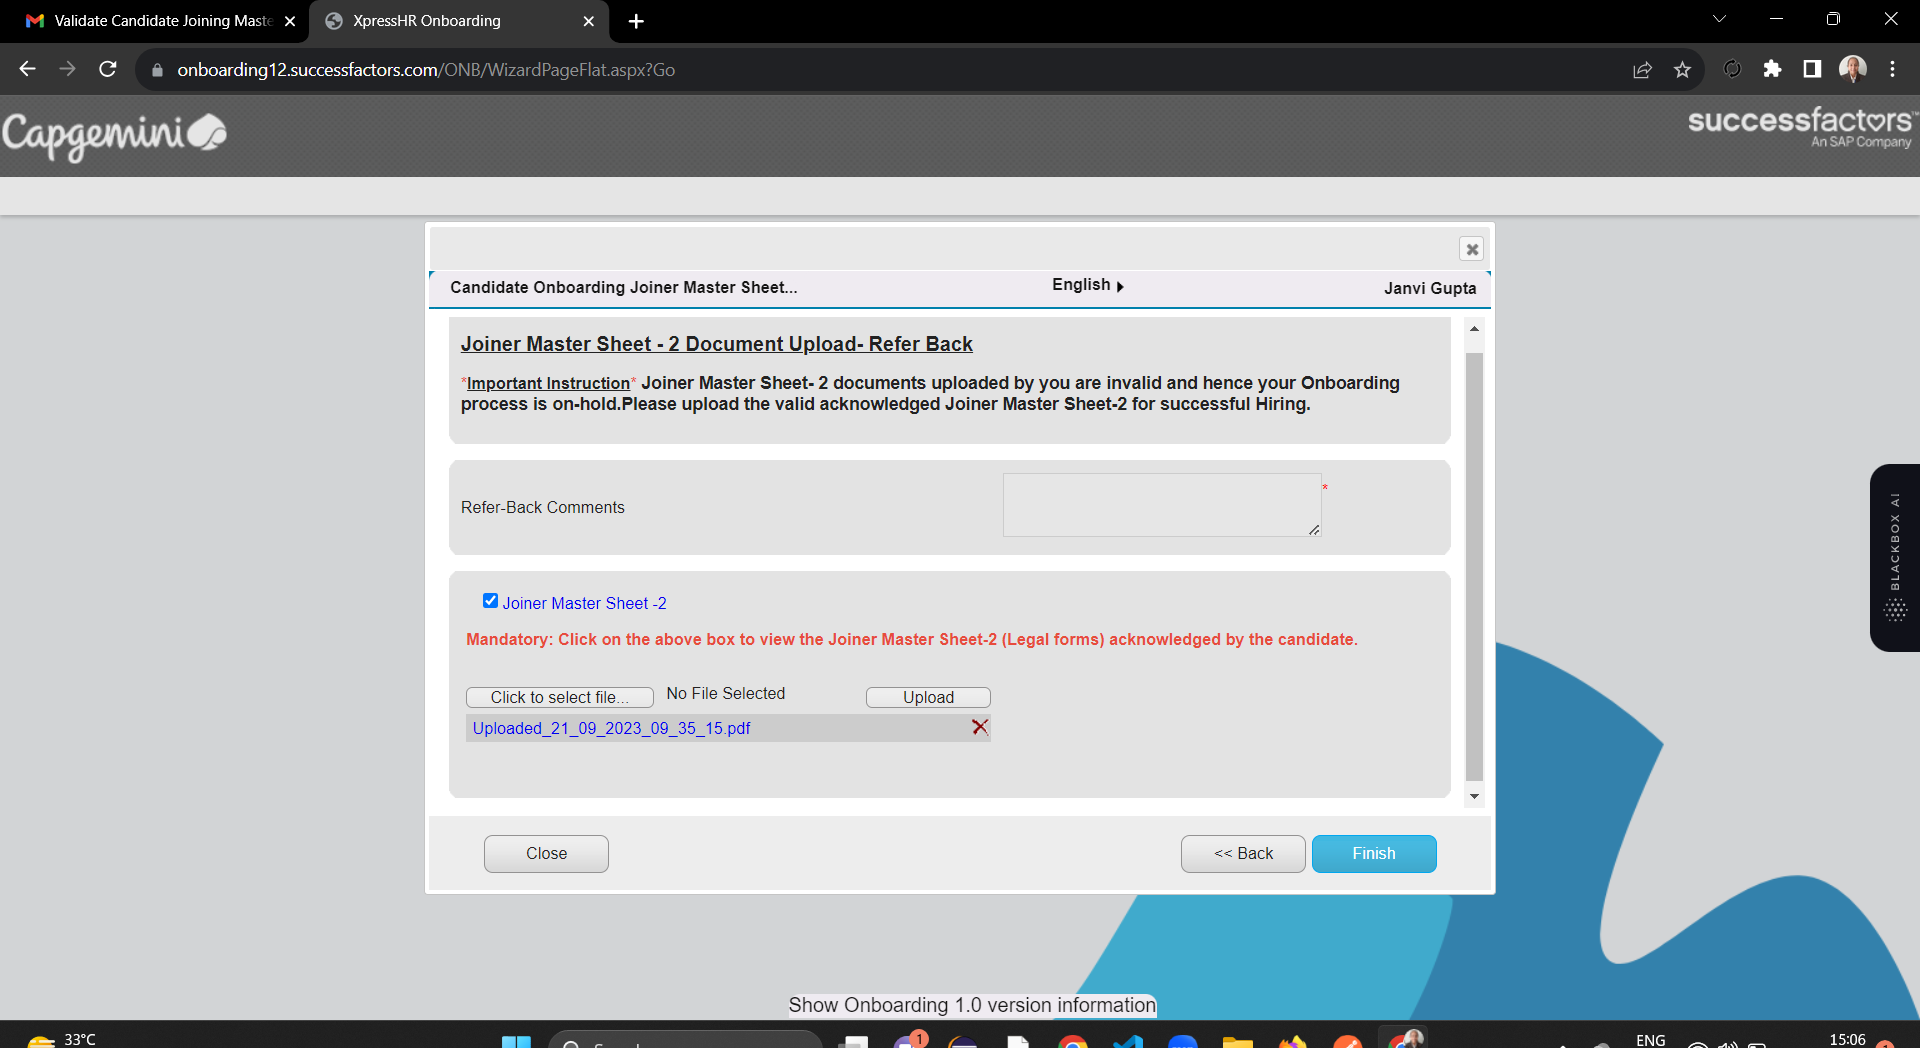 Validate Candidate Joining Maste
XpressHR Onboarding
onboarding12.successfactors.com/ONB/WizardPageFlat.aspx?Go
Capgemini
successfactors™
An SAP Company
Candidate Onboarding Joiner Master Sheet...
English
Janvi Gupta
Joiner Master Sheet - 2 Document Upload- Refer Back
*Important Instruction* Joiner Master Sheet- 2 documents uploaded by you are invalid and hence your Onboarding
process is on-hold.Please upload the valid acknowledged Joiner Master Sheet-2 for successful Hiring.
Refer-Back Comments
*
Joiner Master Sheet -2
Mandatory: Click on the above box to view the Joiner Master Sheet-2 (Legal forms) acknowledged by the candidate.
Click to select file...
No File Selected
Upload
Uploaded_21_09_2023_09_35_15.pdf
Close
<< Back
Finish
BLACKBOX AI
Show Onboarding 1.0 version information
33°C
1
ENG
15:06